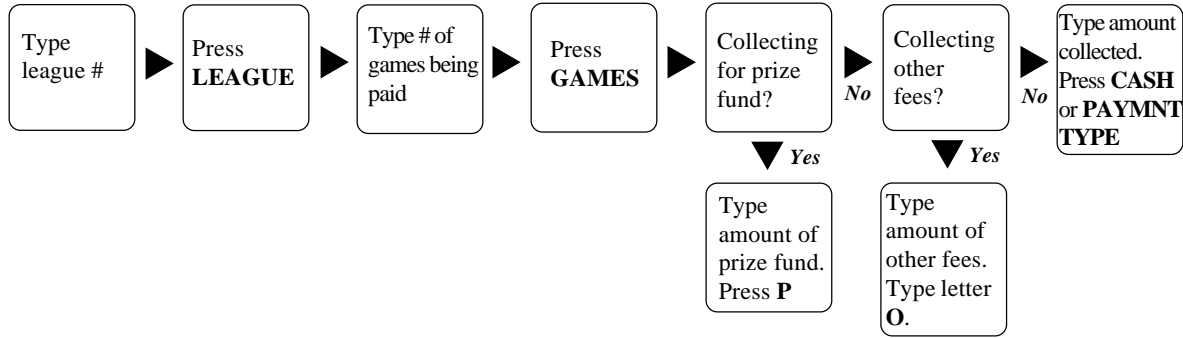 Type
league #
Press
LEAGUE
Type # of
games being
paid
Press
GAMES
Collecting
for prize
fund?
No
Collecting
other
fees?
No
Type amount
collected.
Press CASH
or PAYMNT
TYPE
Yes
Type
amount of
prize fund.
Press P
Yes
Type
amount of
other fees.
Type letter
O.